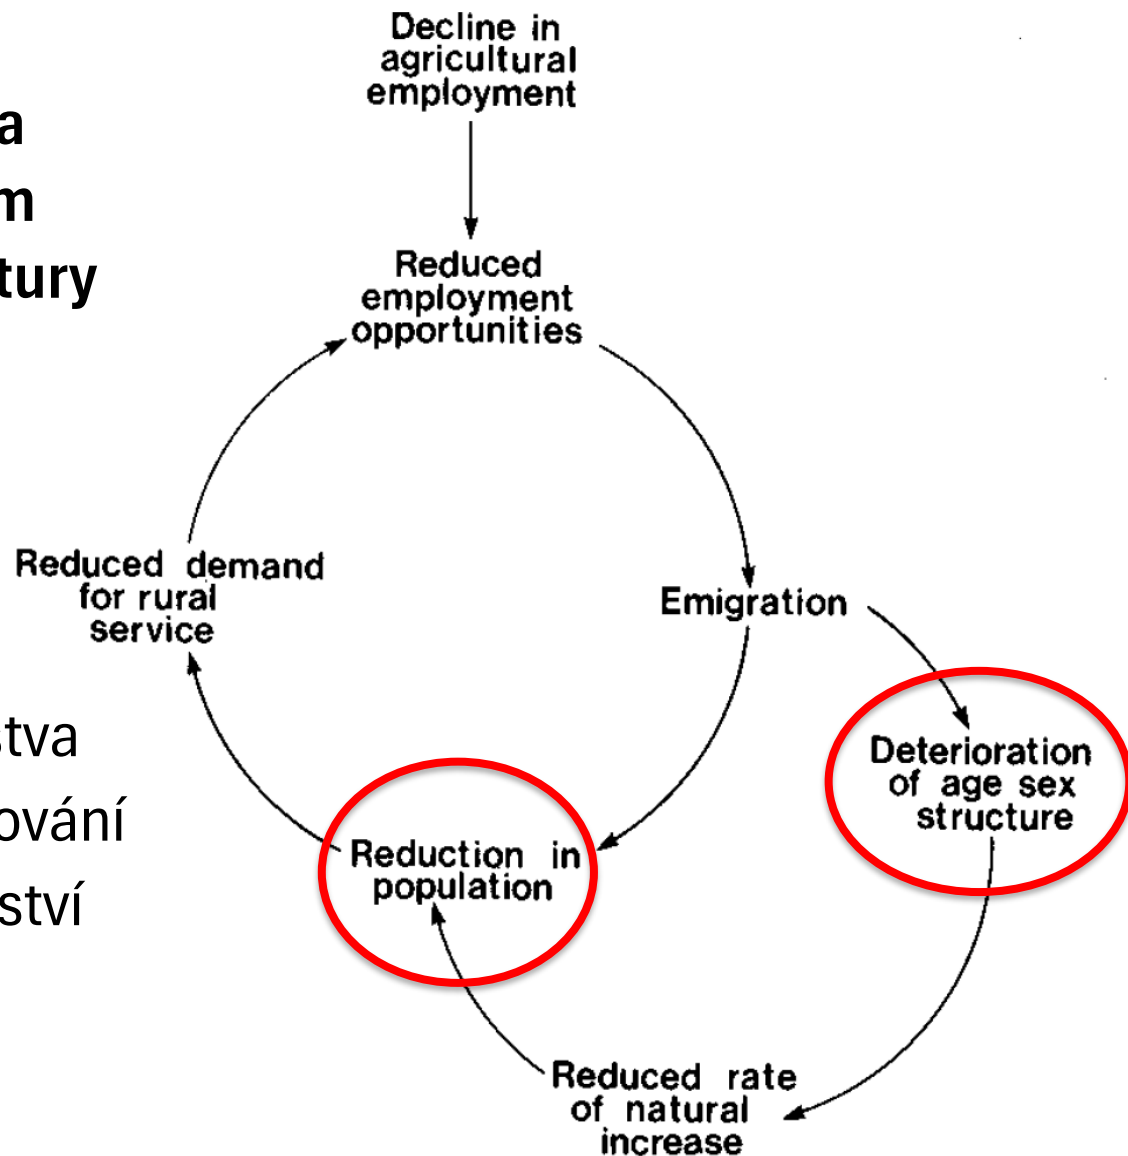 Decline in
agricultural
employment
a
m
tury
Reduced
employment
opportunities
Reduced demand
for rural
service
Emigration
stva
ování
ství
Deterioration
of age sex
structure
Reduction in
population
Reduced rate
of natural
increase